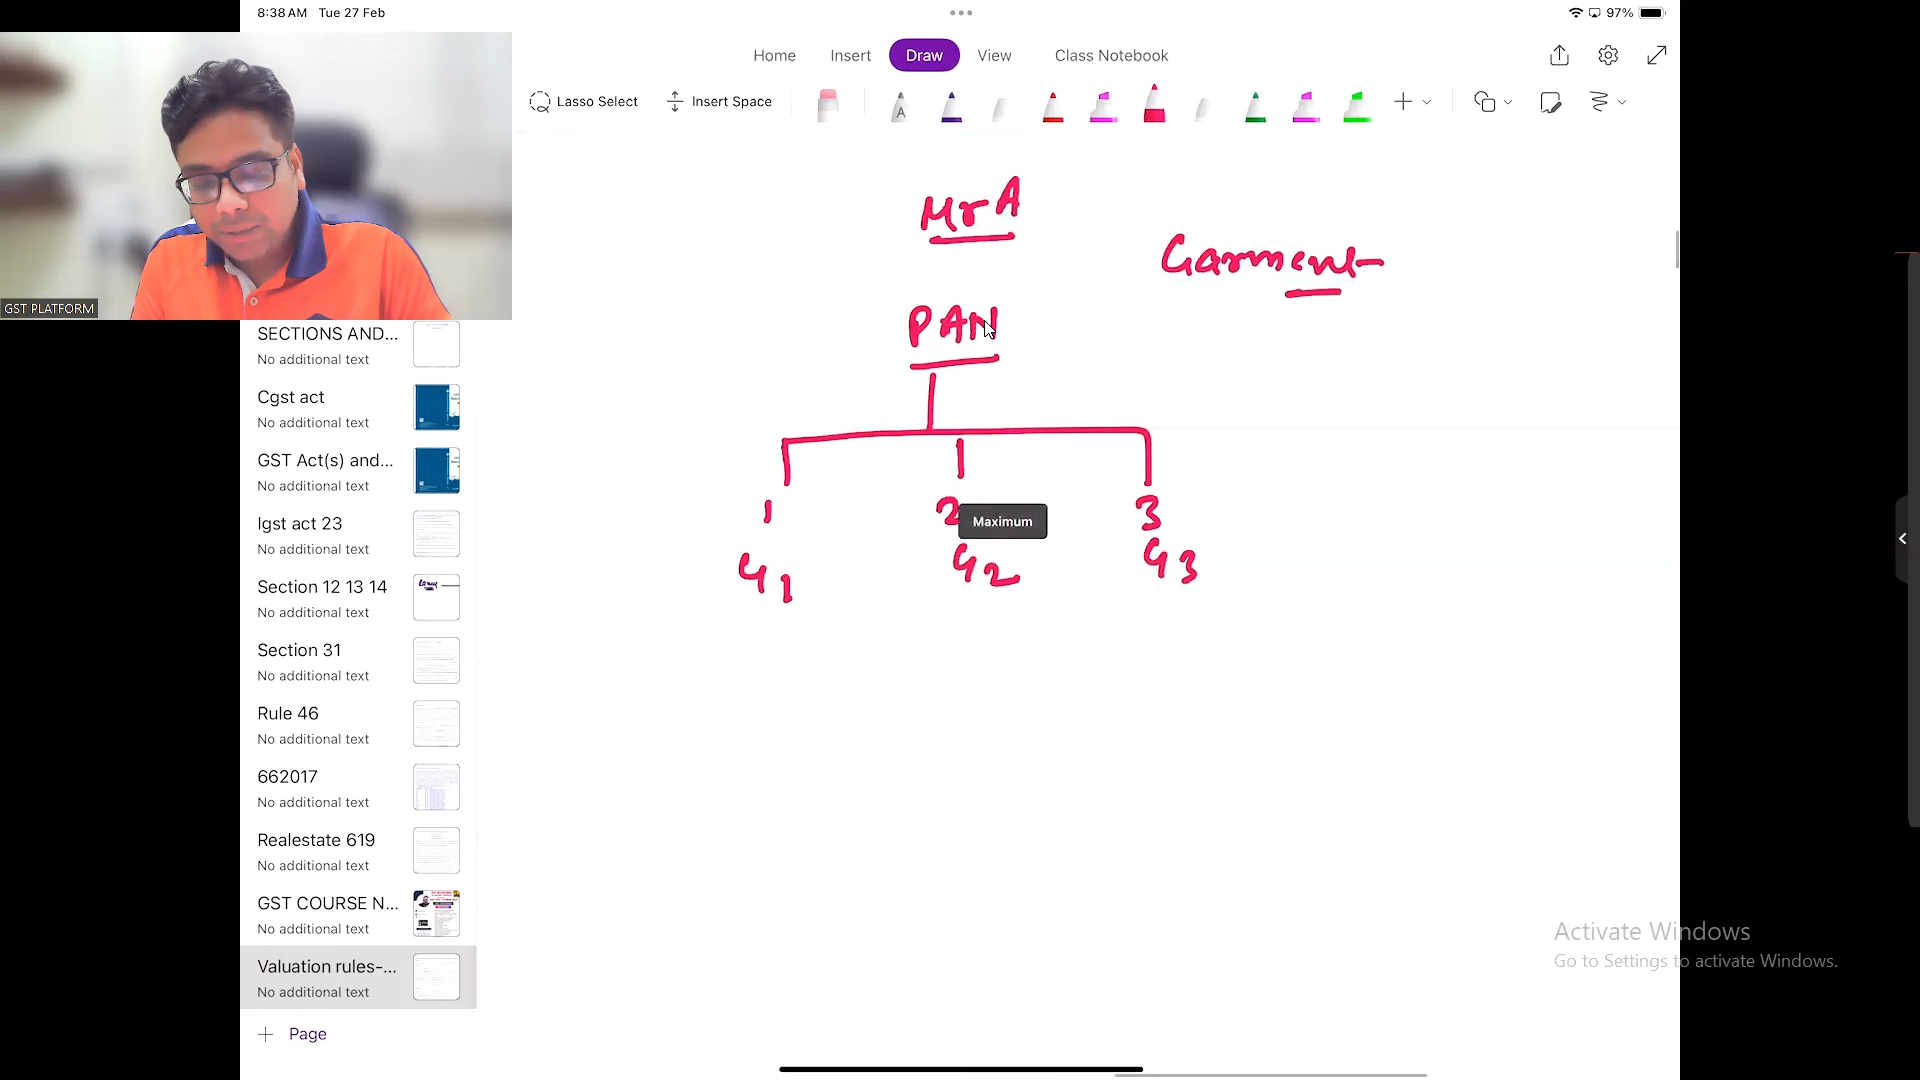 8:38 AM Tue 27 Feb
97%
Home Insert Draw View Class Notebook
Lasso Select Insert Space
A
GST PLATFORM
SECTIONS AND...
No additional text
Cgst act
No additional text
GST Act(s) and...
No additional text
Igst act 23
No additional text
Section 12 13 14
No additional text
Section 31
No additional text
Rule 46
No additional text
662017
No additional text
Realestate 619
No additional text
GST COURSE N...
No additional text
Valuation rules-...
No additional text
Page
Mr A
Garment
PAN
1 2 3
Maximum
G1 G2 G3
Activate Windows
Go to Settings to activate Windows.